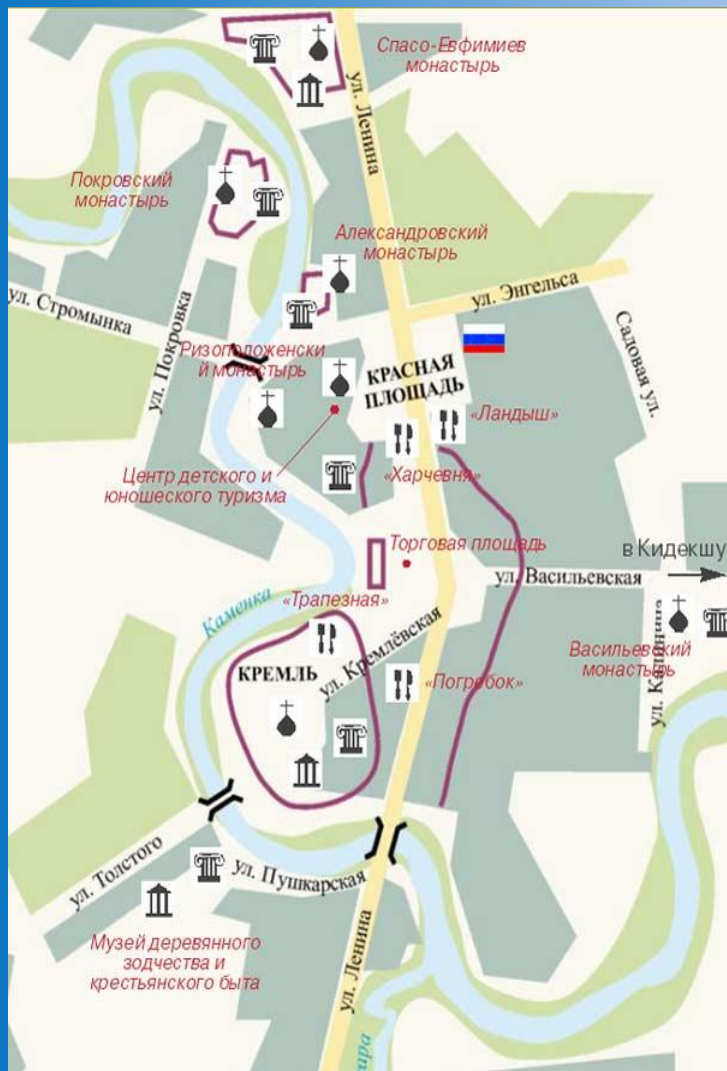 Спасо-Евфимиев
монастырь
ул. Ленина
Покровский
монастырь
Александровский
монастырь
ул. Энгельса
ул. Стромынка
ул. Покровка
Садовая ул.
Ризоположенски
й монастырь
КРАСНАЯ
ПЛОЩАДЬ
«Ландыш»
«Харчевня»
Центр детского и
юношеского туризма
Торговая площадь
в Кидекшу
ул. Васильевская
Каменка
«Трапезная»
ул. Кремлёвская
КРЕМЛЬ
Васильевский
монастырь
ул. Калинина
«Погребок»
ул. Толстого
ул. Пушкарская
Музей деревянного
зодчества и
крестьянского быта
ул. Ленина